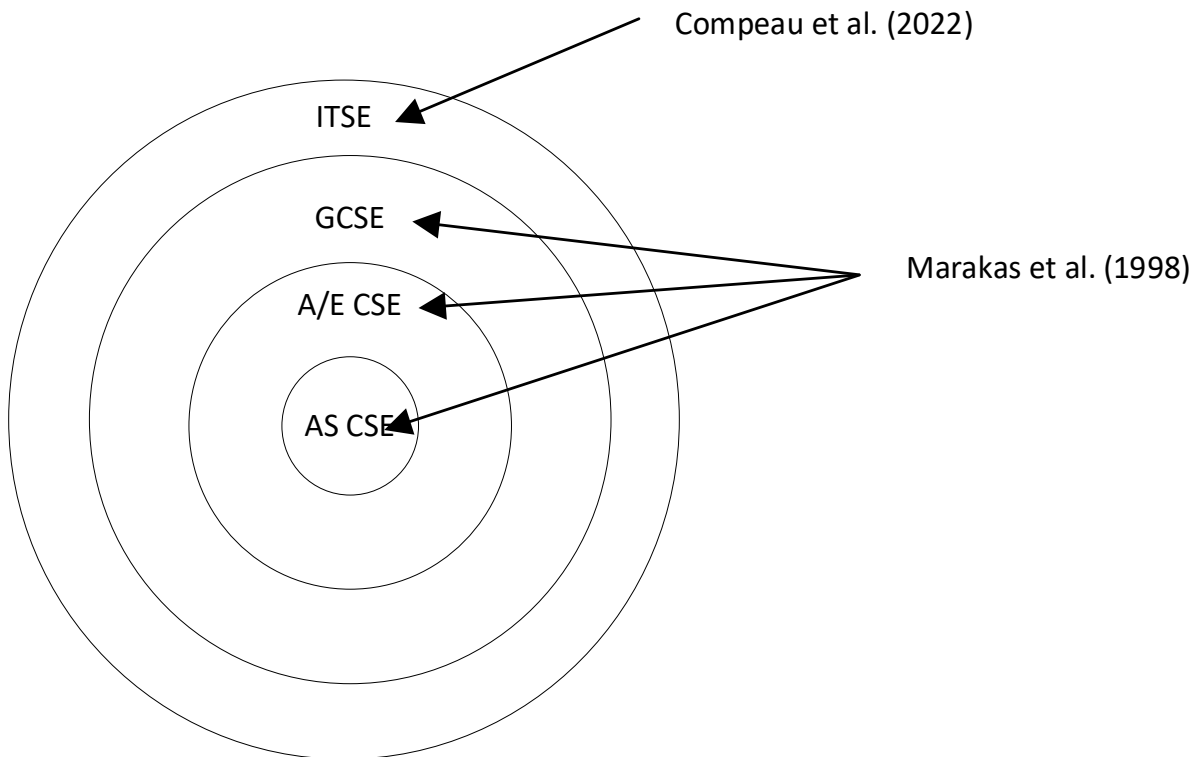 Compeau et al. (2022)
ITSE
GCSE
Marakas et al. (1998)
A/E CSE
AS CSE